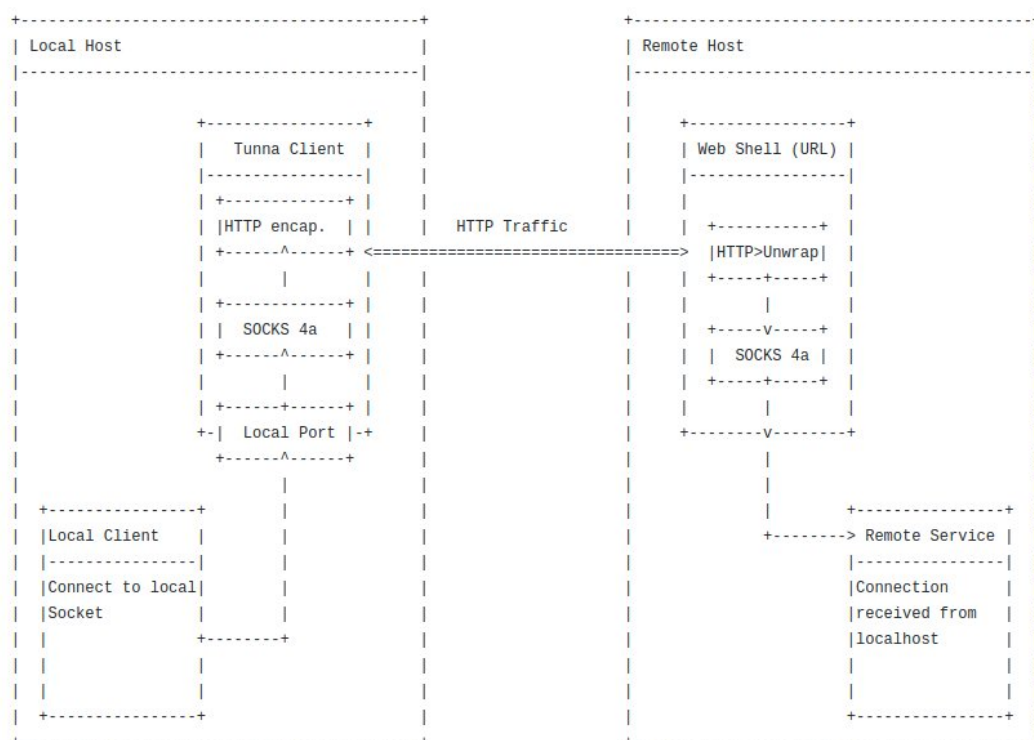 Local Host
Remote Host
Tunna Client
Web Shell (URL)
HTTP encap.
HTTP Traffic
HTTP>Unwrap
SOCKS 4a
SOCKS 4a
Local Port
Local Client
Remote Service
Connect to local
Connection
Socket
received from
localhost